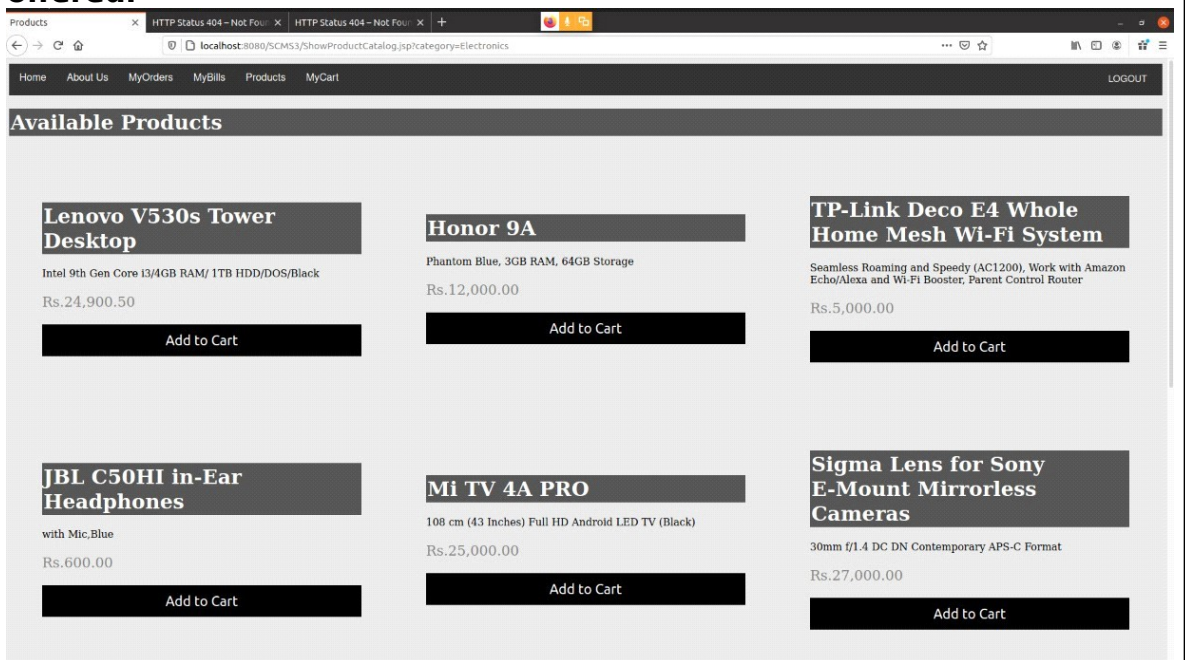 offered.
Products
HTTP Status 404 – Not Foun
HTTP Status 404 – Not Foun
localhost:8080/SCMS3/ShowProductCatalog.jsp?category=Electronics
Home About Us MyOrders MyBills Products MyCart LOGOUT
Available Products
Lenovo V530s Tower
Desktop
Intel 9th Gen Core i3/4GB RAM/ 1TB HDD/DOS/Black
Rs.24,900.50
Add to Cart
Honor 9A
Phantom Blue, 3GB RAM, 64GB Storage
Rs.12,000.00
Add to Cart
TP-Link Deco E4 Whole
Home Mesh Wi-Fi System
Seamless Roaming and Speedy (AC1200), Work with Amazon
Echo/Alexa and Wi-Fi Booster, Parent Control Router
Rs.5,000.00
Add to Cart
JBL C50HI in-Ear
Headphones
with Mic,Blue
Rs.600.00
Add to Cart
Mi TV 4A PRO
108 cm (43 Inches) Full HD Android LED TV (Black)
Rs.25,000.00
Add to Cart
Sigma Lens for Sony
E-Mount Mirrorless
Cameras
30mm f/1.4 DC DN Contemporary APS-C Format
Rs.27,000.00
Add to Cart